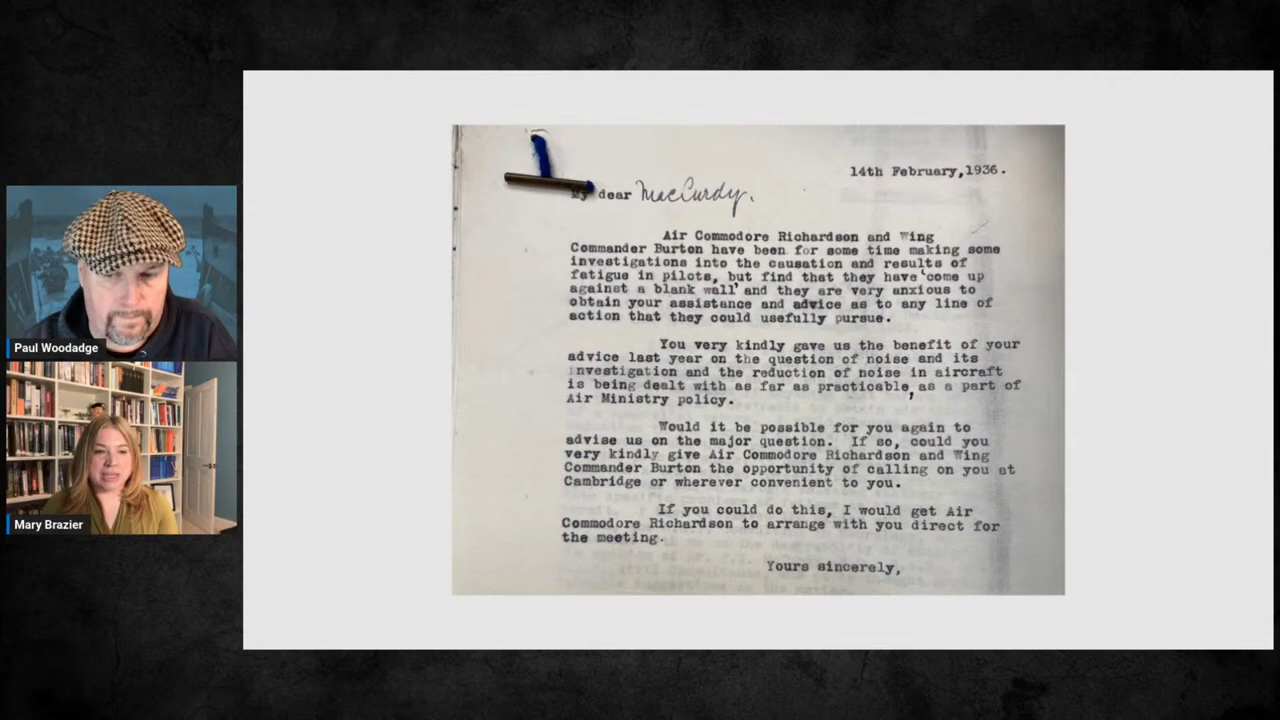 14th February,1936.
My dear MacCurdy.
Air Commodore Richardson and Wing
Commander Burton have been for some time making some
investigations into the causation and results of
fatigue in pilots, but find that they have 'come up
against a blank wall' and they are very anxious to
obtain your assistance and advice as to any line of
action that they could usefully pursue.
You very kindly gave us the benefit of your
advice last year on the question of noise and its
investigation and the reduction of noise in aircraft
is being dealt with as far as practicable, as a part of
Air Ministry policy.
Would it be possible for you again to
advise us on the major question. If so, could you
very kindly give Air Commodore Richardson and Wing
Commander Burton the opportunity of calling on you at
Cambridge or wherever convenient to you.
If you could do this, I would get Air
Commodore Richardson to arrange with you direct for
the meeting.
Yours sincerely,
Paul Woodadge
Mary Brazier